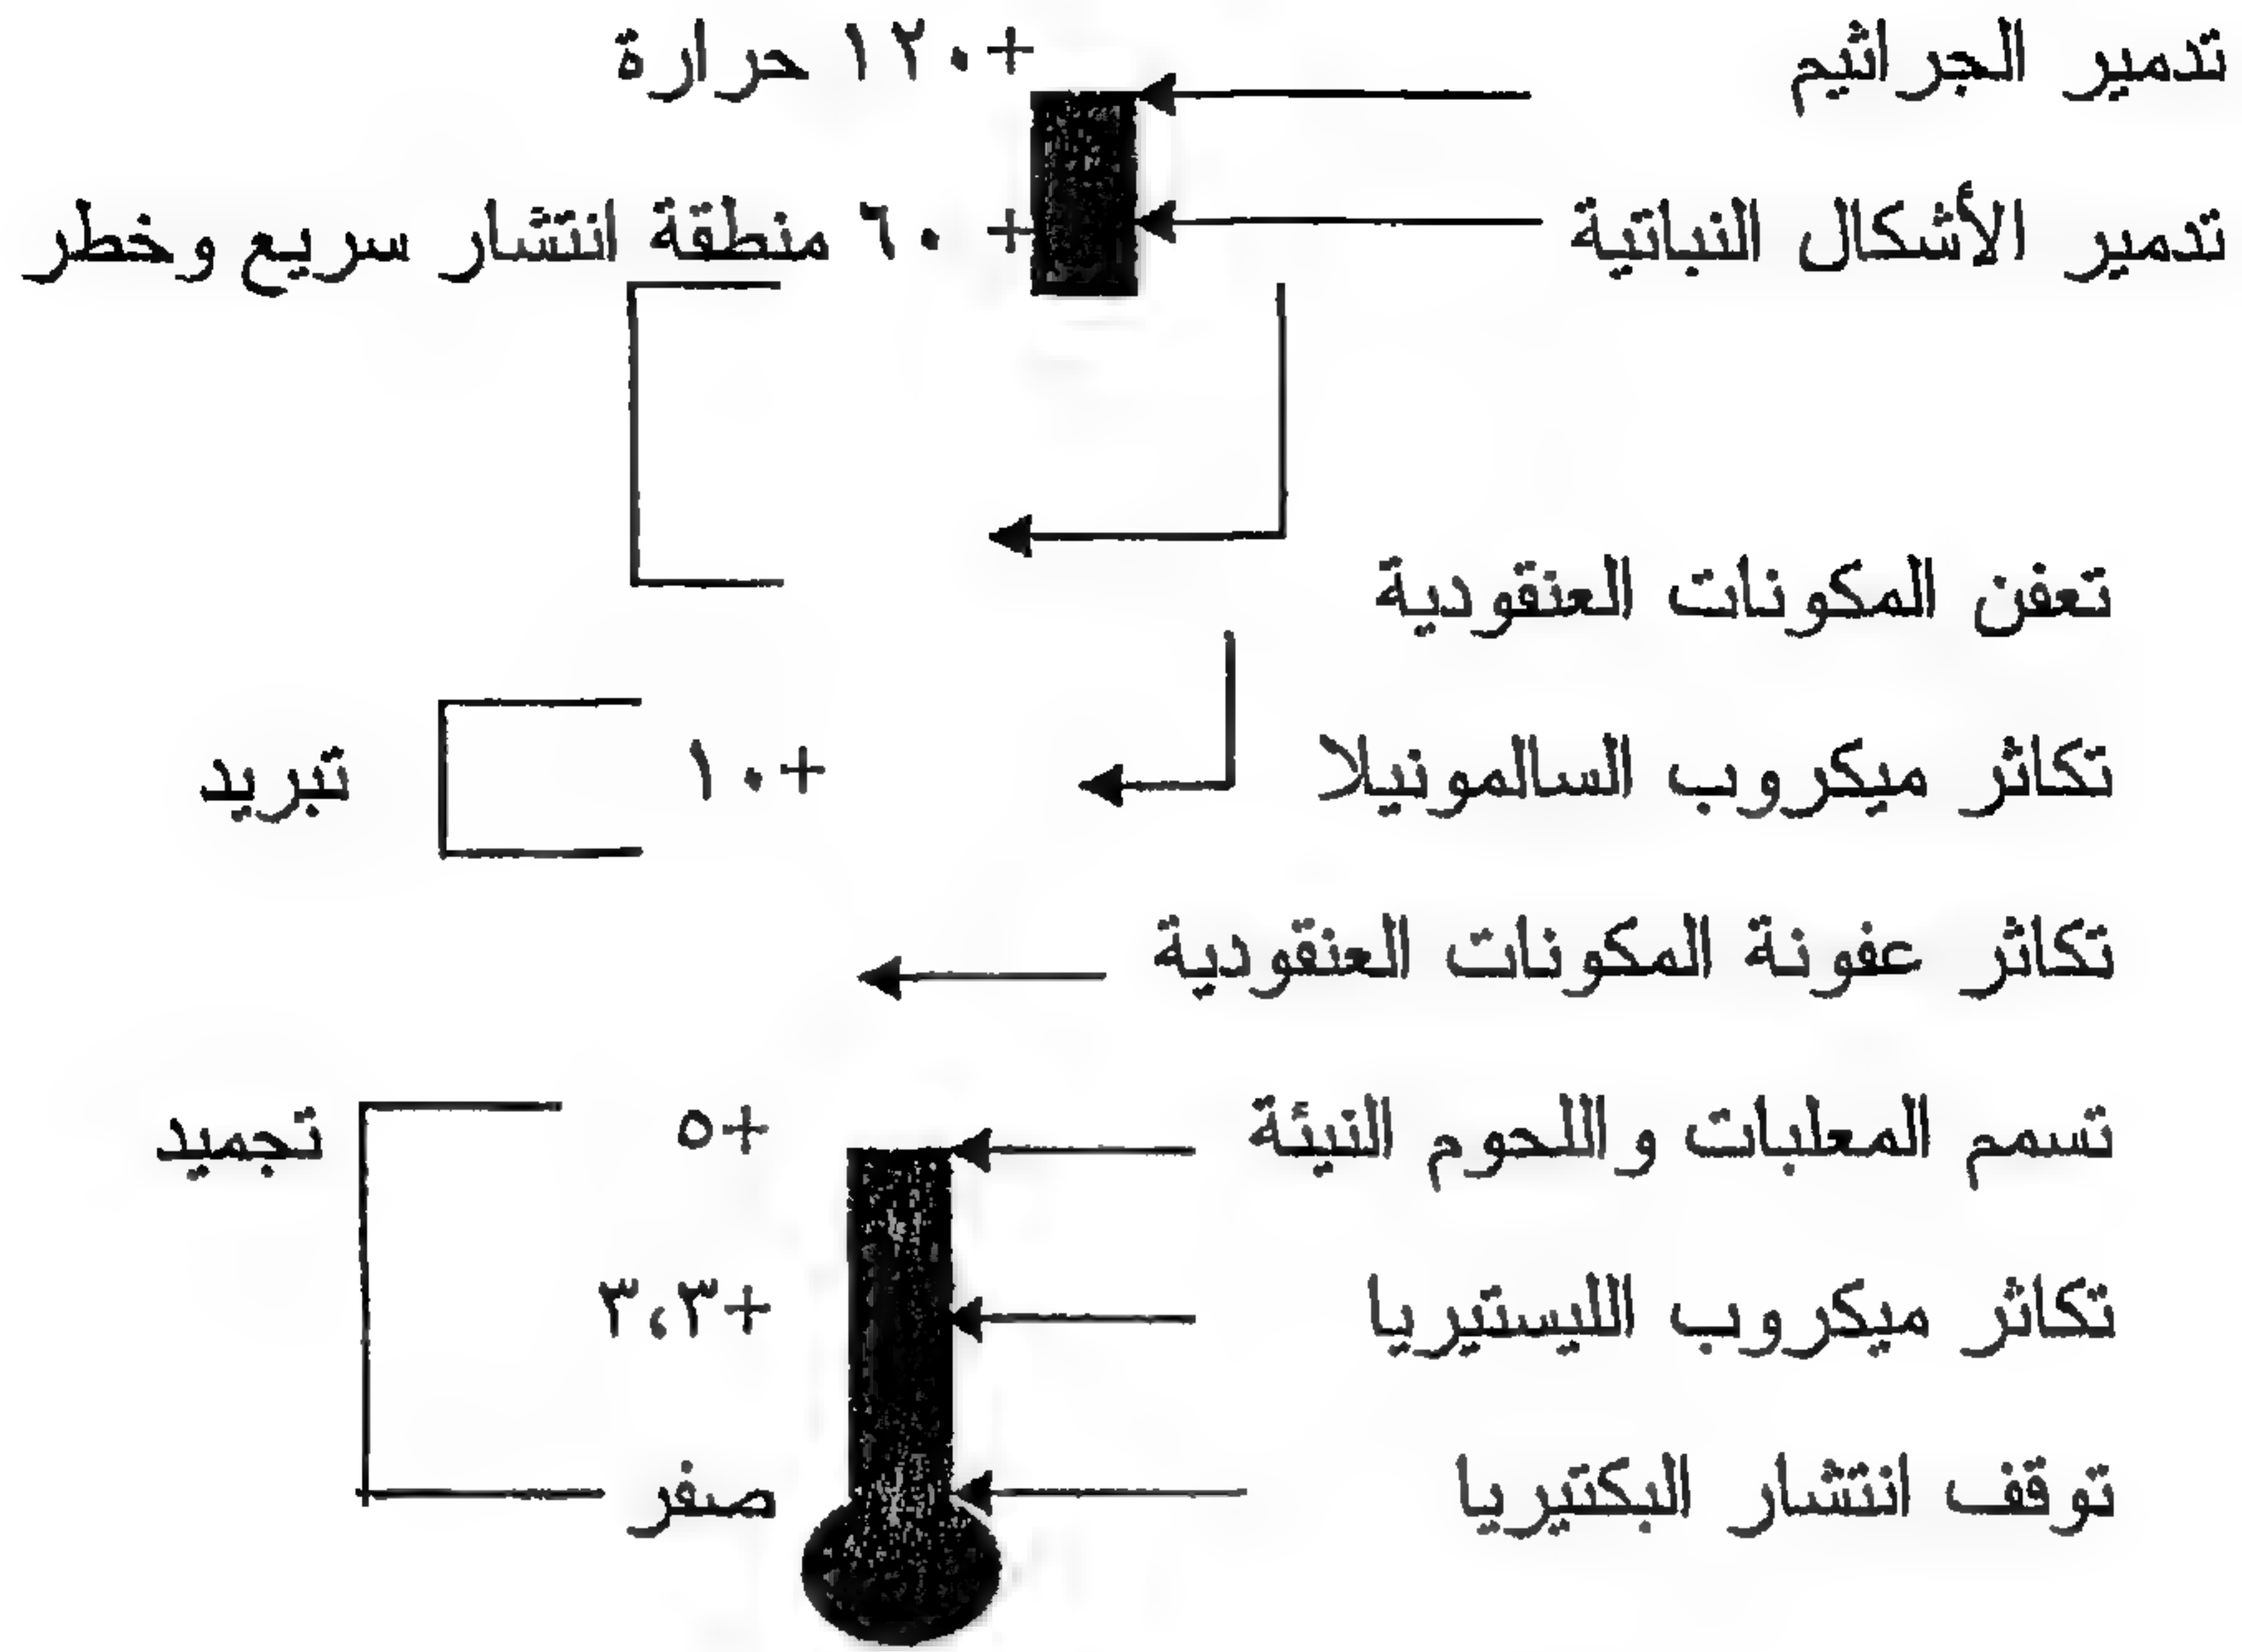 تدمير الجراثيم +١٢٠ حرارة
تدمير الأشكال النباتية +٦٠ منطقة انتشار سريع وخطر
تعفن المكونات العنقودية
تكاثر ميكروب السالمونيلا +١٠ تبريد
تكاثر عفونة المكونات العنقودية
تسمم المعلبات واللحوم النيئة +٥ تجميد
تكاثر ميكروب الليستيريا +٣،٣
توقف انتشار البكتيريا صفر